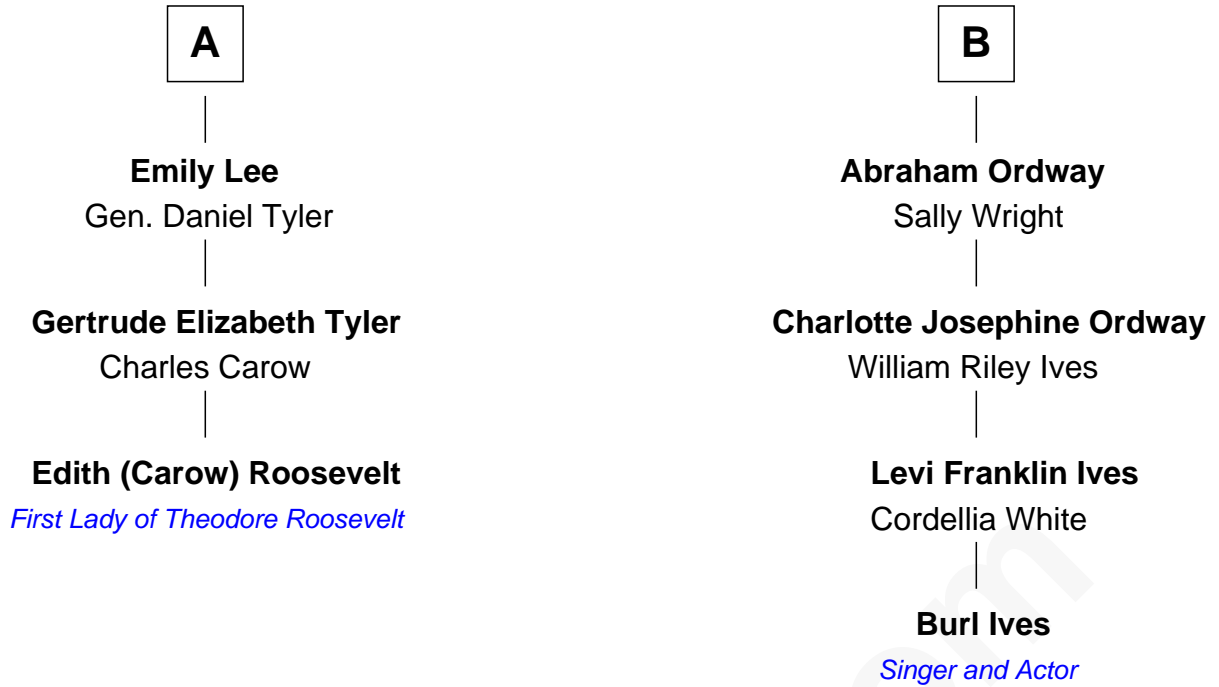 A
Emily Lee
Gen. Daniel Tyler
Gertrude Elizabeth Tyler
Charles Carow
Edith (Carow) Roosevelt
First Lady of Theodore Roosevelt
B
Abraham Ordway
Sally Wright
Charlotte Josephine Ordway
William Riley Ives
Levi Franklin Ives
Cordellia White
Burl Ives
Singer and Actor